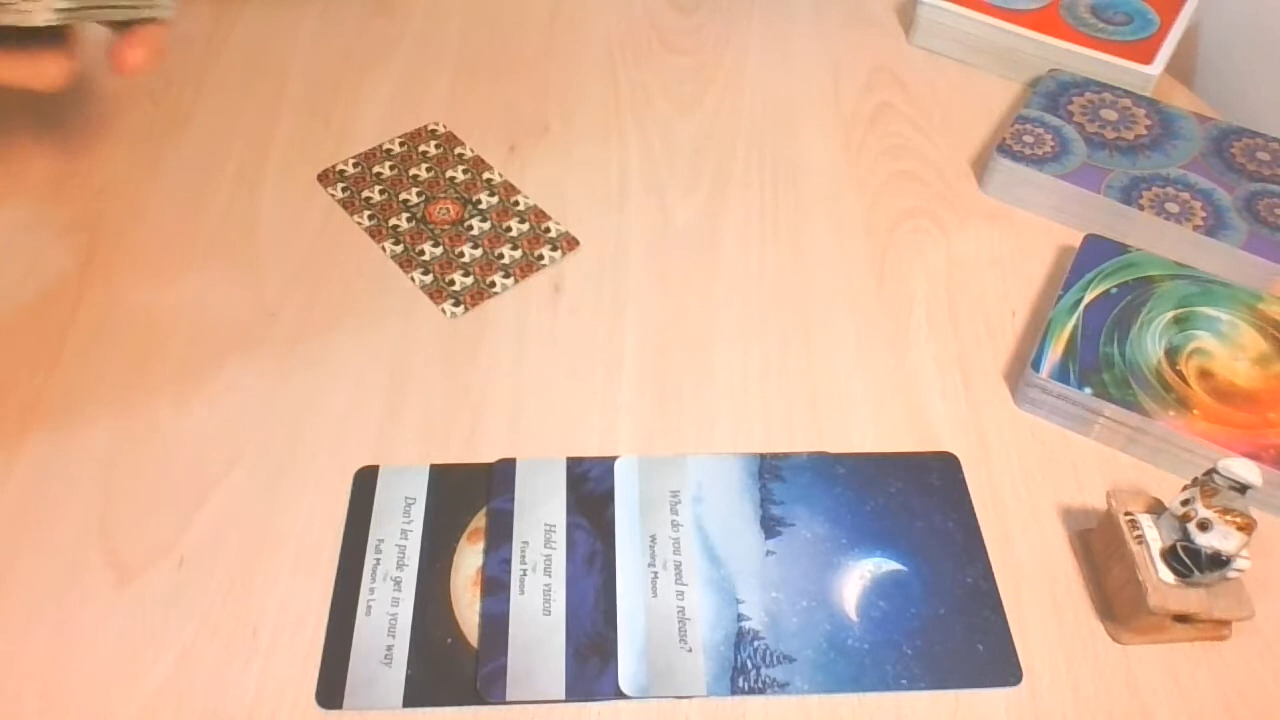 Don't let pride get in your way
Full Moon in Leo
Hold your vision
Fixed Moon
What do you need to release?
Waning Moon